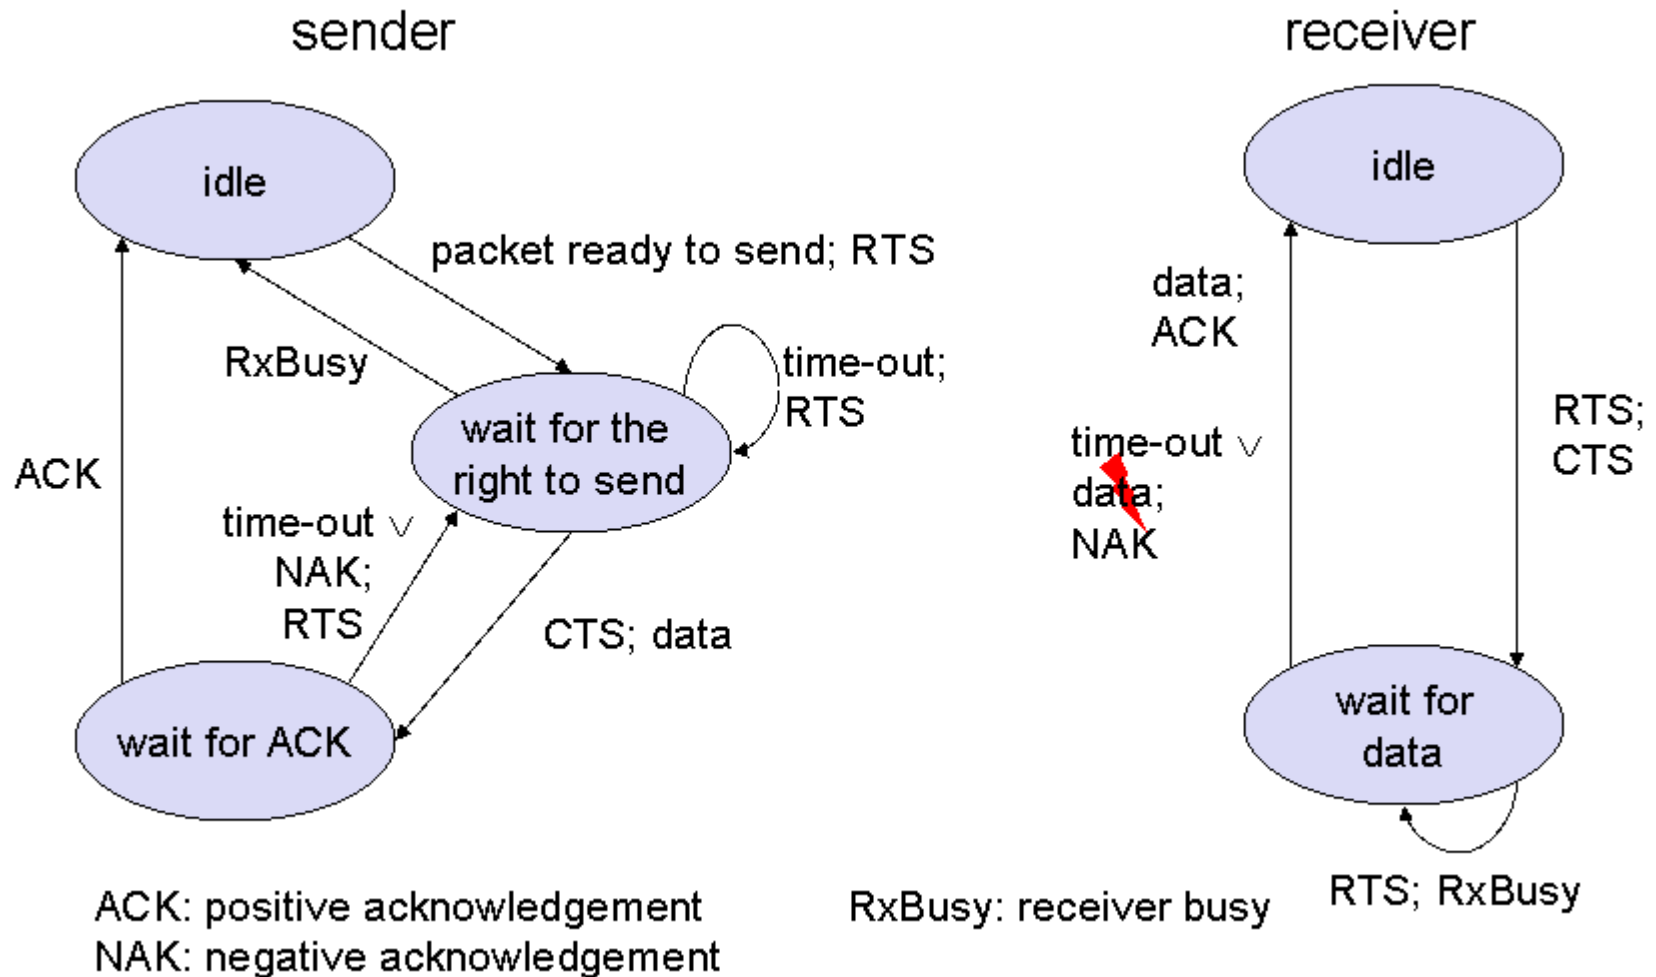 sender
receiver
idle
idle
packet ready to send; RTS
data;
ACK
RxBusy
time-out;
RTS
wait for the
right to send
RTS;
CTS
time-out ∨
data;
NAK
ACK
time-out ∨
NAK;
RTS
CTS; data
wait for ACK
wait for
data
RTS; RxBusy
ACK: positive acknowledgement
RxBusy: receiver busy
NAK: negative acknowledgement